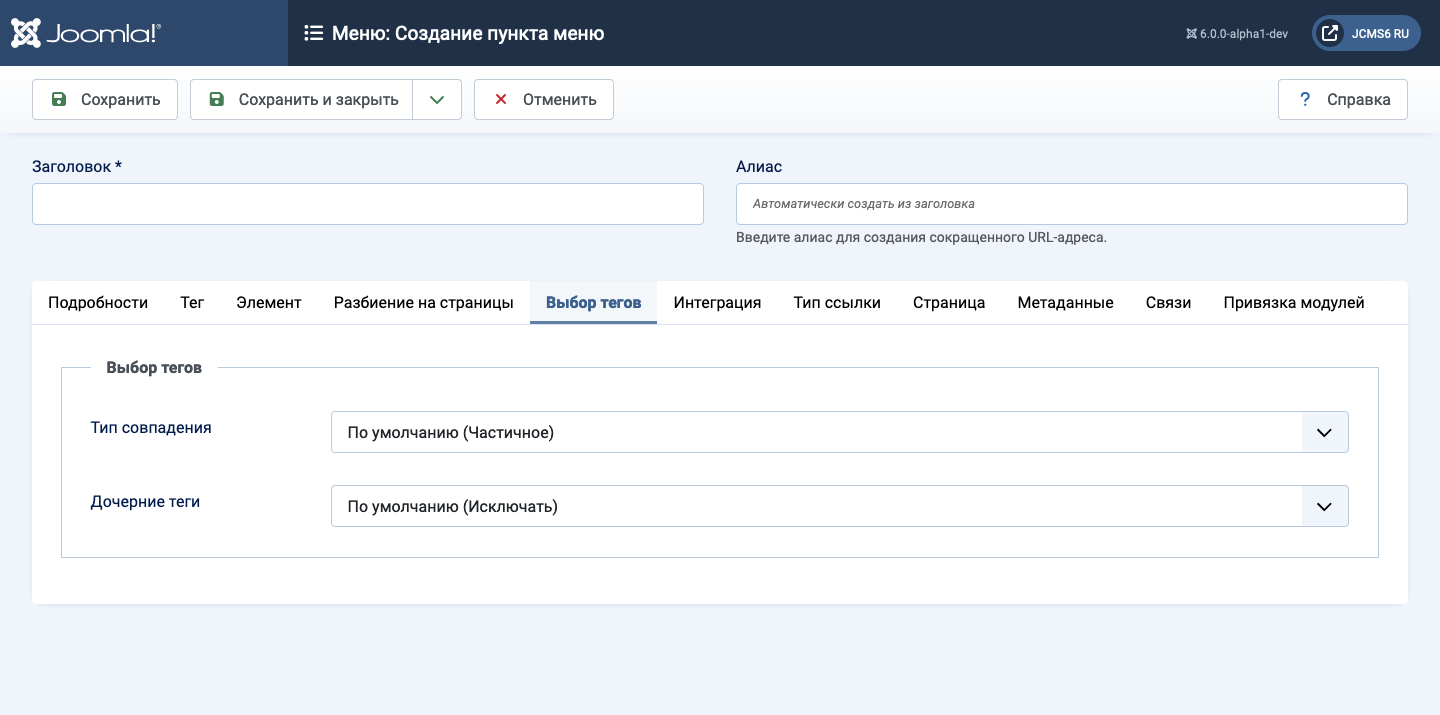 Joomla!® Меню: Создание пункта меню 6.0.0-alpha1-dev JCMS6 RU
Сохранить Сохранить и закрыть Отменить ? Справка
Заголовок * Алиас
Автоматически создать из заголовка
Введите алиас для создания сокращенного URL-адреса.
Подробности Тег Элемент Разбиение на страницы Выбор тегов Интеграция Тип ссылки Страница Метаданные Связи Привязка модулей
Выбор тегов
Тип совпадения По умолчанию (Частичное)
Дочерние теги По умолчанию (Исключать)